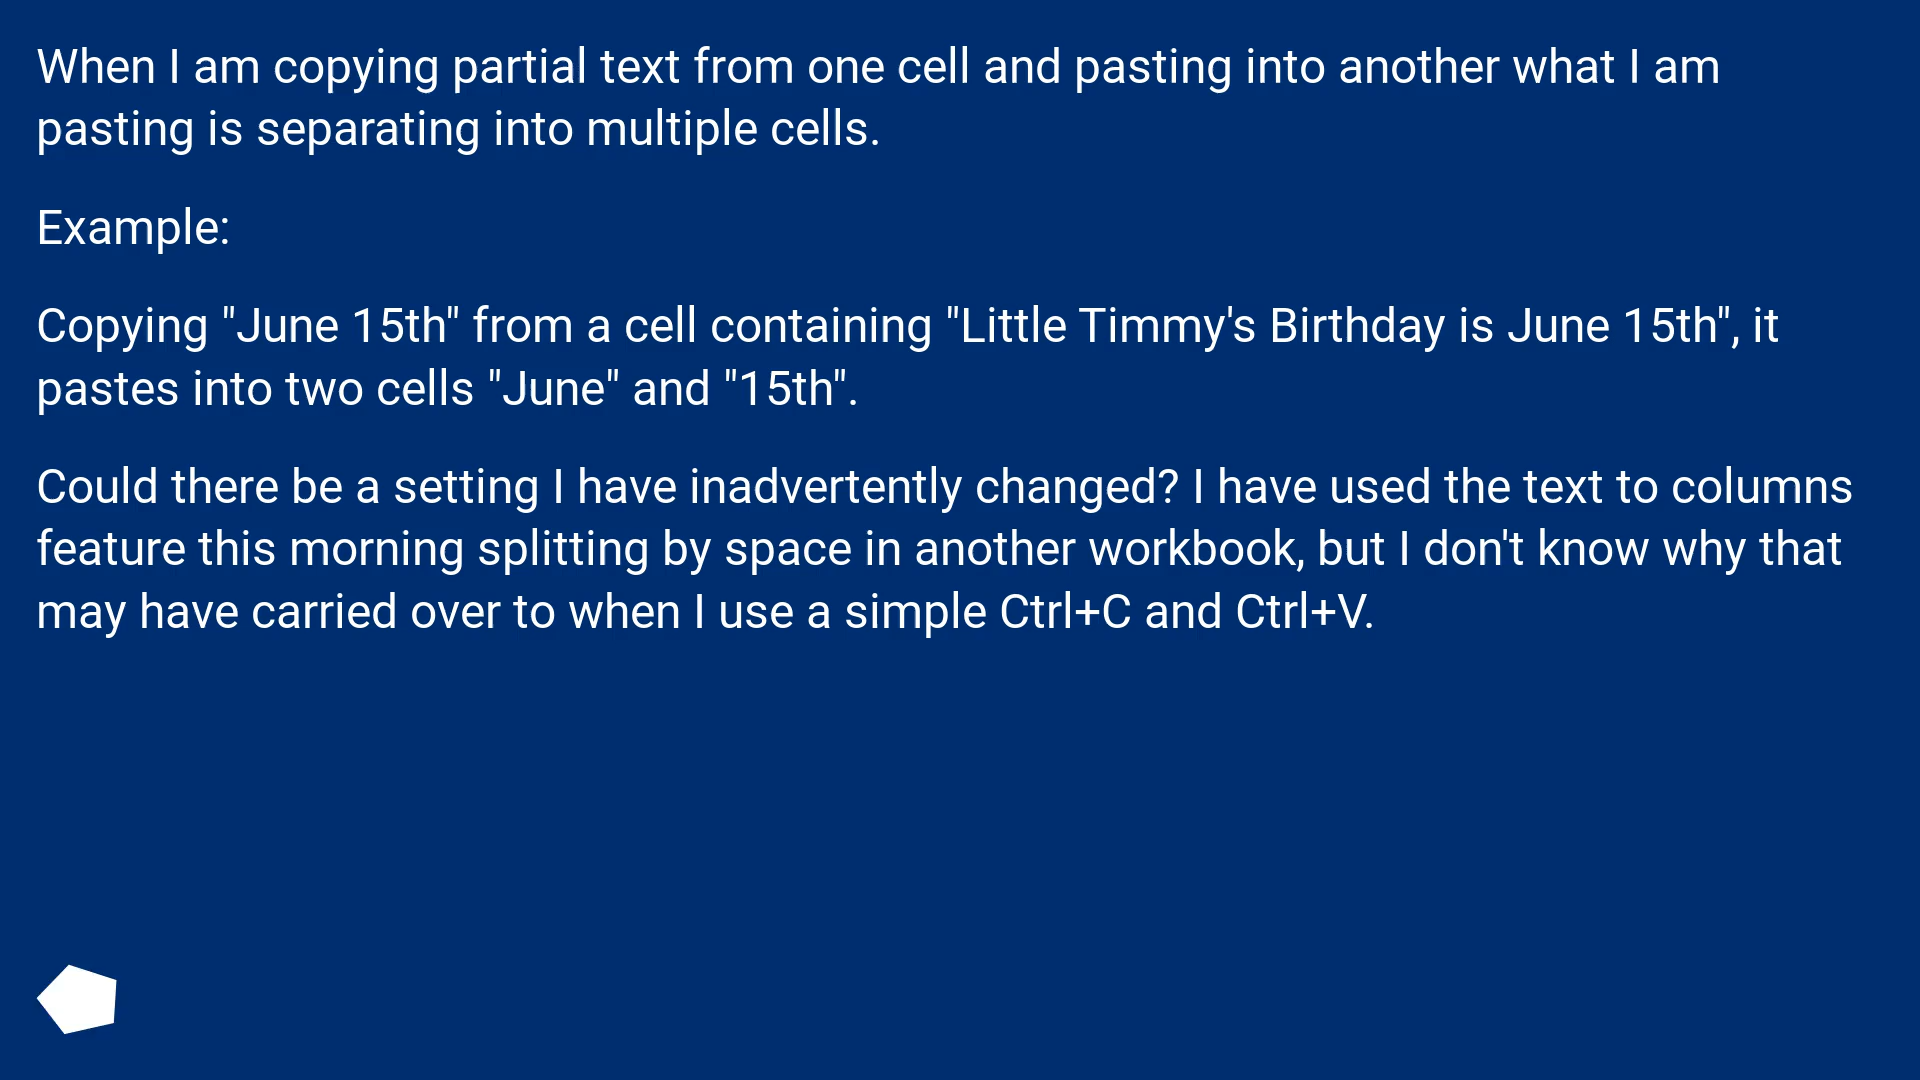 When I am copying partial text from one cell and pasting into another what I am
pasting is separating into multiple cells.
Example:
Copying "June 15th" from a cell containing "Little Timmy's Birthday is June 15th", it
pastes into two cells "June" and "15th".
Could there be a setting I have inadvertently changed? I have used the text to columns
feature this morning splitting by space in another workbook, but I don't know why that
may have carried over to when I use a simple Ctrl+C and Ctrl+V.